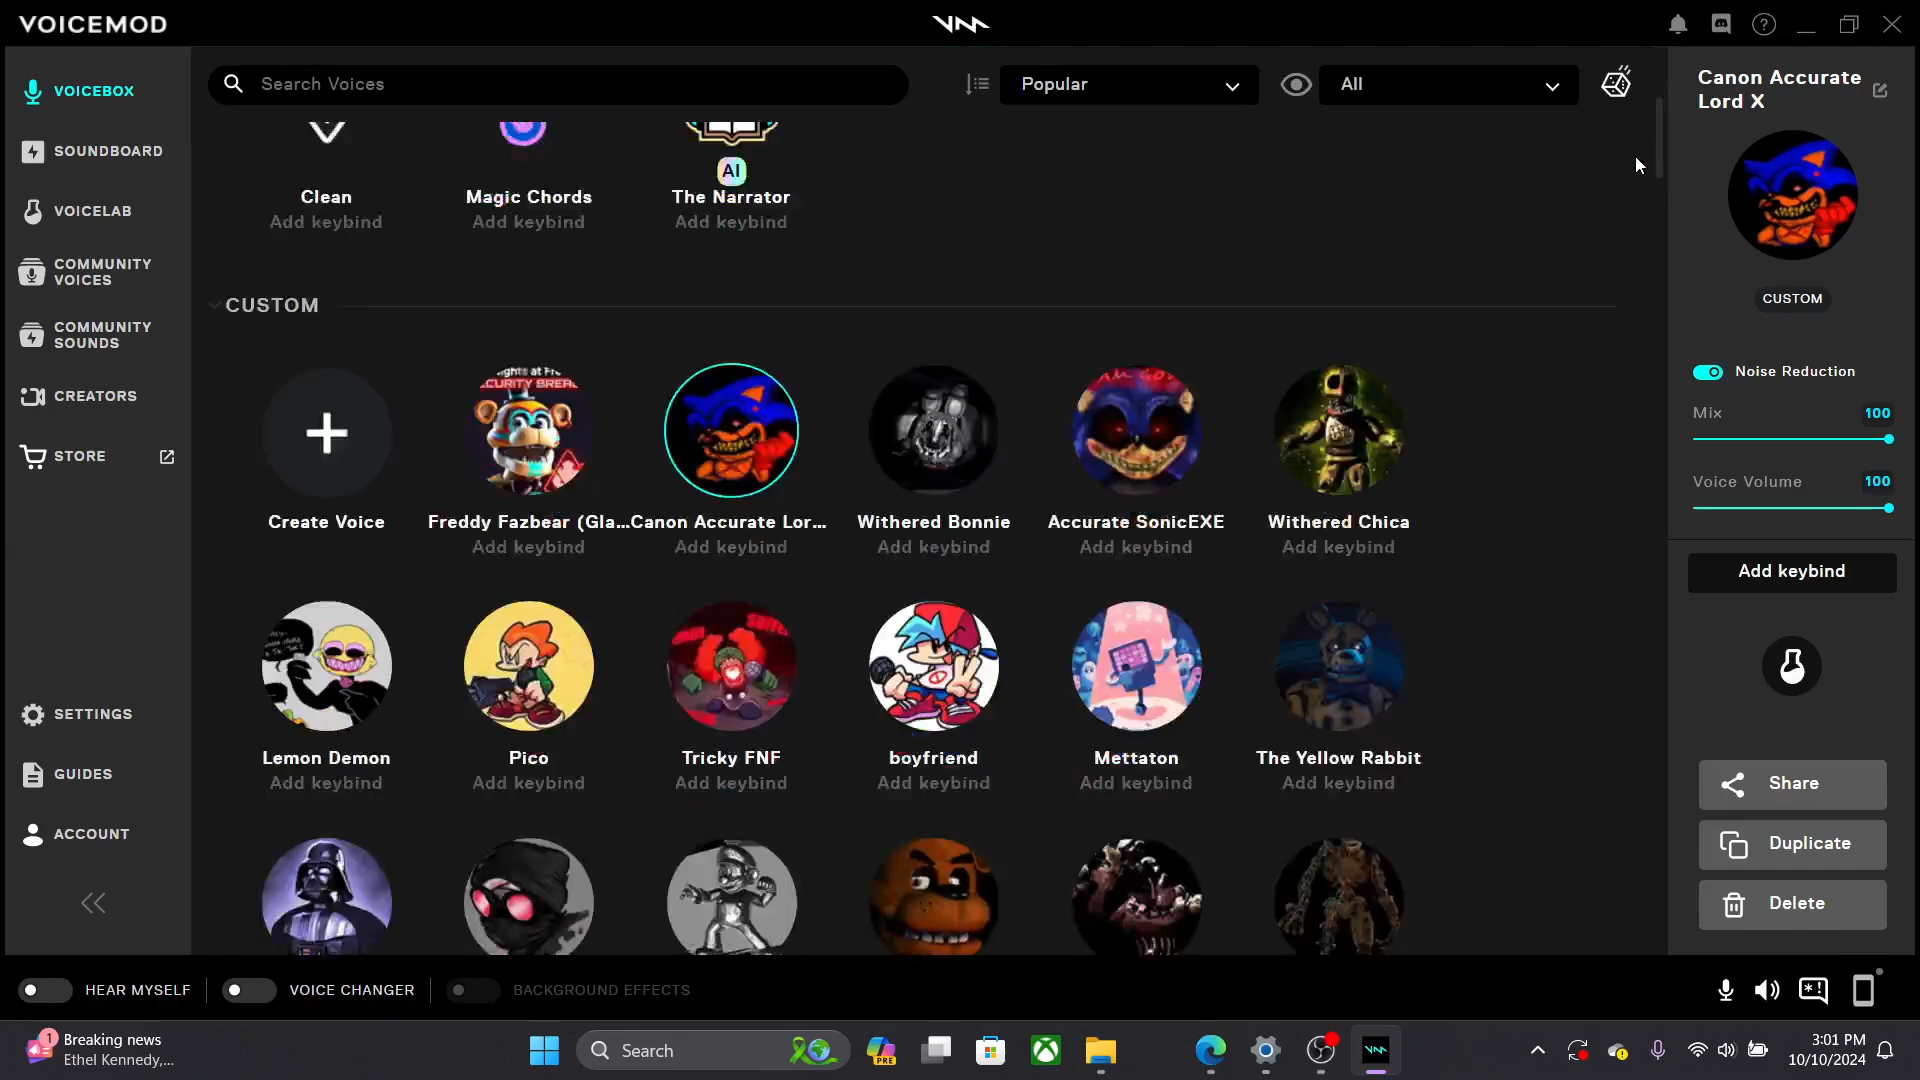 VOICEMOD
VOICEBOX
SOUNDBOARD
VOICELAB
COMMUNITY
VOICES
COMMUNITY
SOUNDS
CREATORS
STORE
SETTINGS
GUIDES
ACCOUNT
Search Voices
Popular
All
AI
Clean
Magic Chords
The Narrator
Add keybind
Add keybind
Add keybind
CUSTOM
Create Voice
Freddy Fazbear (Gla...
Canon Accurate Lor...
Withered Bonnie
Accurate SonicEXE
Withered Chica
Add keybind
Add keybind
Add keybind
Add keybind
Add keybind
Lemon Demon
Pico
Tricky FNF
boyfriend
Mettaton
The Yellow Rabbit
Add keybind
Add keybind
Add keybind
Add keybind
Add keybind
Add keybind
Canon Accurate
Lord X
CUSTOM
Noise Reduction
Mix
100
Voice Volume
100
Add keybind
Share
Duplicate
Delete
HEAR MYSELF
VOICE CHANGER
BACKGROUND EFFECTS
1
Breaking news
Ethel Kennedy,...
Search
PRE
3:01 PM
10/10/2024